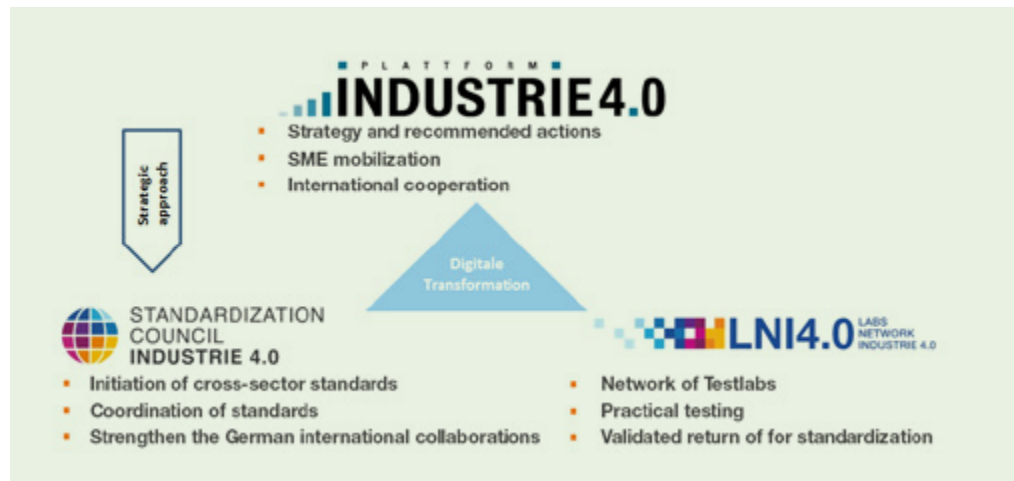 PLATTFORM
INDUSTRIE 4.0
Strategy and recommended actions
SME mobilization
International cooperation
Strategic
approach
Digitale
Transformation
STANDARDIZATION
COUNCIL
INDUSTRIE 4.0
Initiation of cross-sector standards
Coordination of standards
Strengthen the German international collaborations
LNI4.0
LABS
NETWORK
INDUSTRIE 4.0
Network of Testlabs
Practical testing
Validated return of for standardization